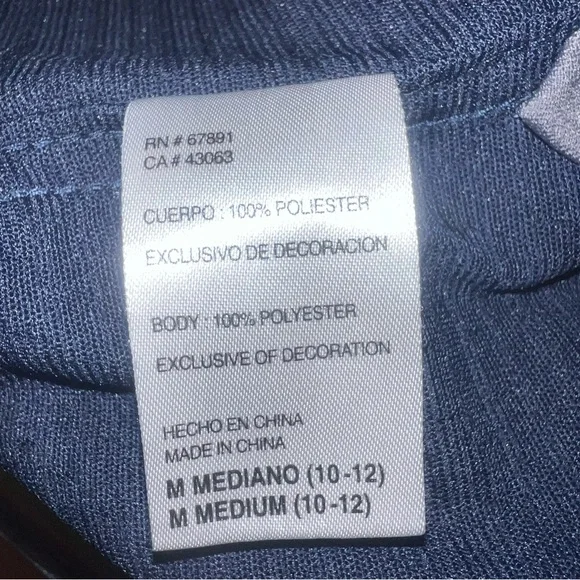 RN # 67891
CA # 43063
CUERPO : 100% POLIESTER
EXCLUSIVO DE DECORACION
BODY : 100% POLYESTER
EXCLUSIVE OF DECORATION
HECHO EN CHINA
MADE IN CHINA
M MEDIANO (10-12)
M MEDIUM (10-12)